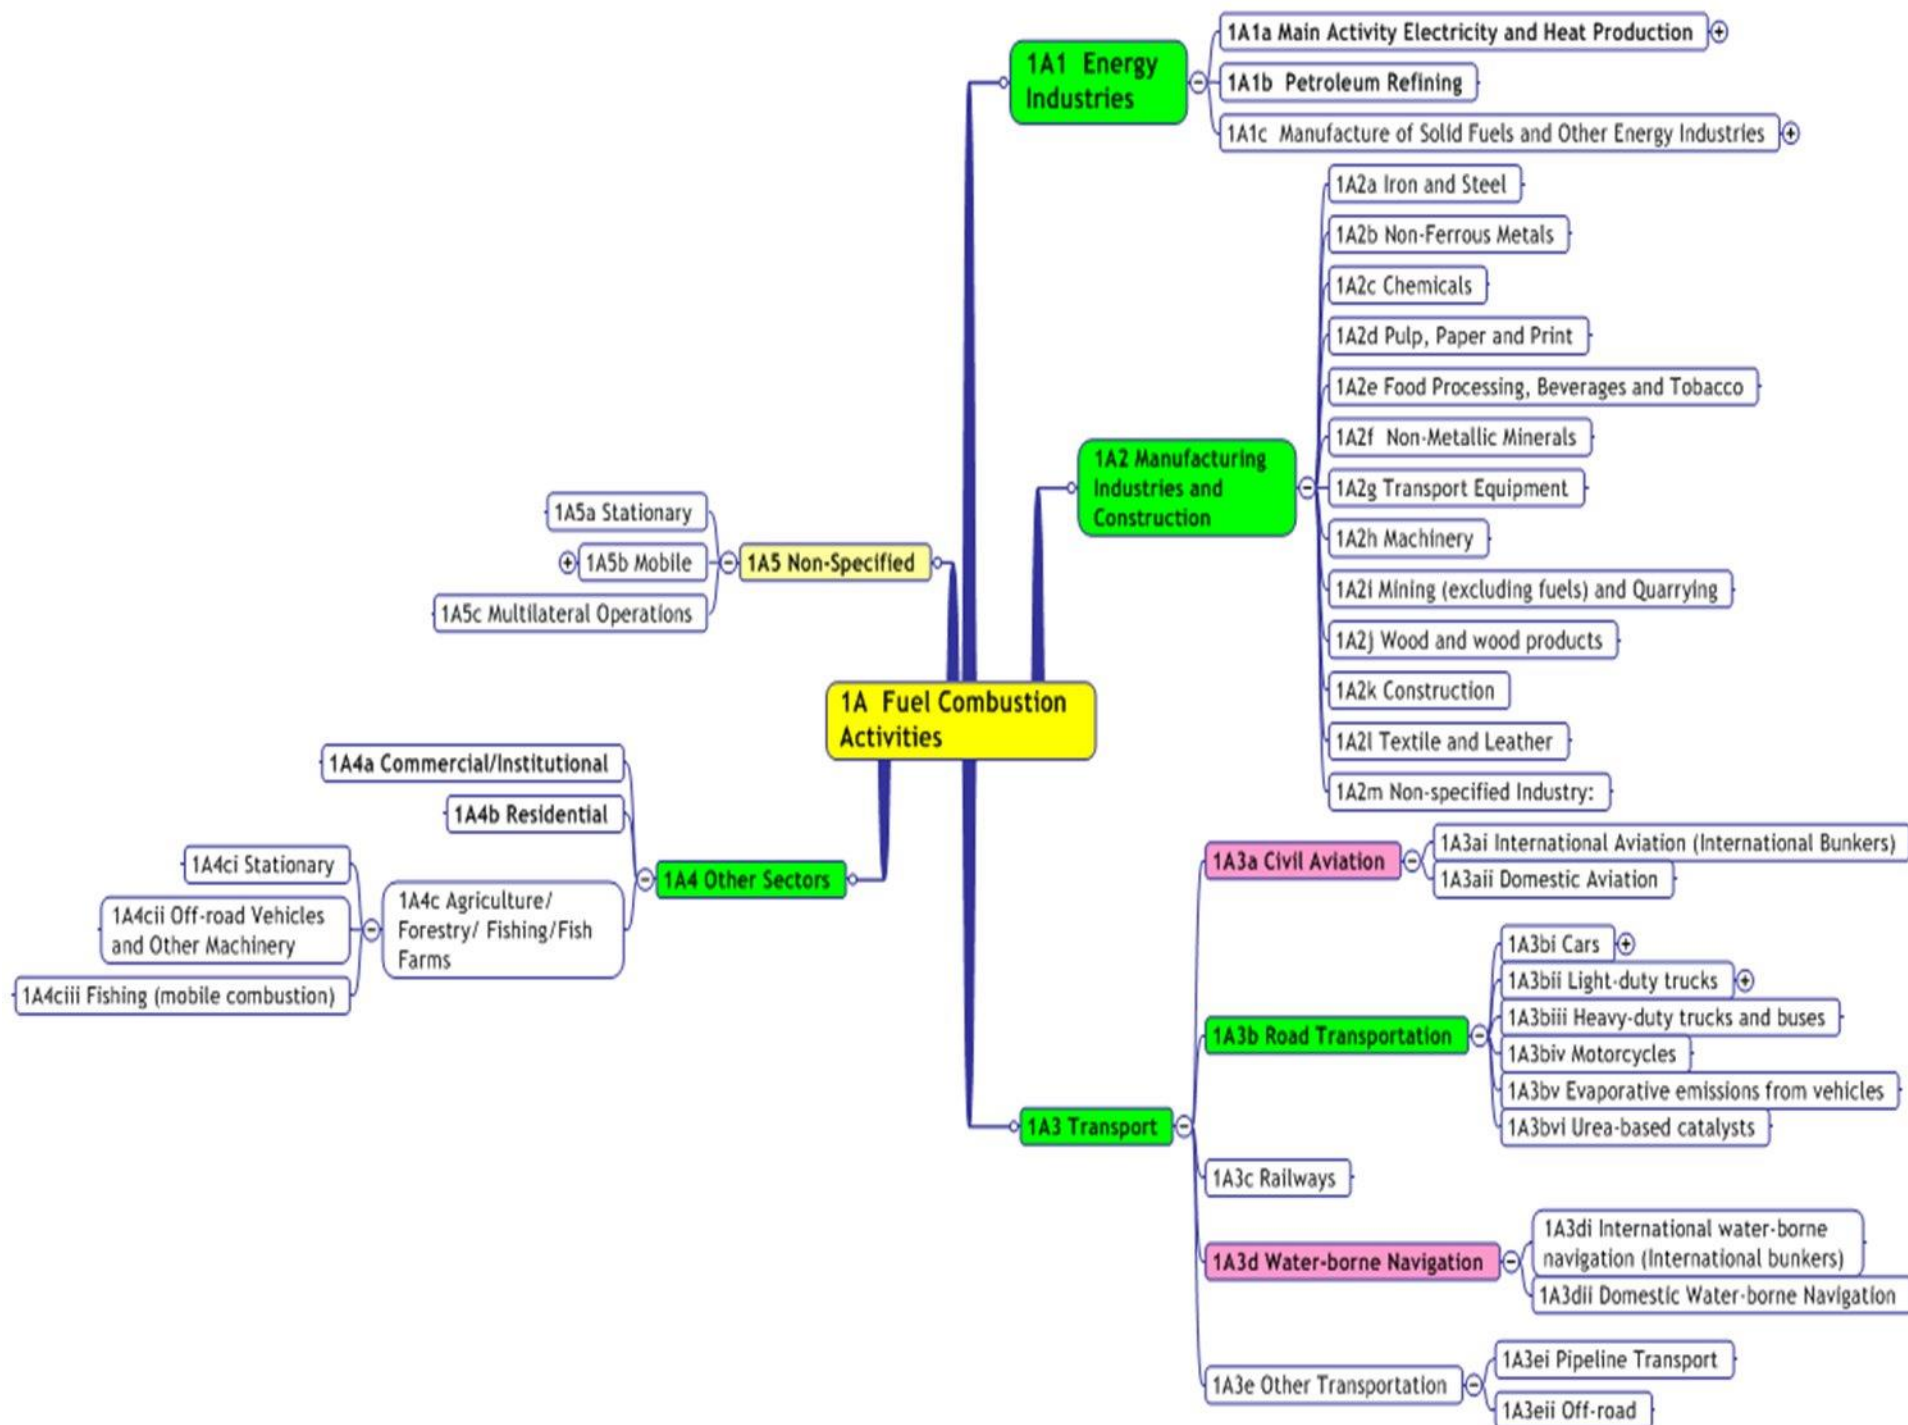 1A1 Energy
Industries
1A1a Main Activity Electricity and Heat Production
1A1b Petroleum Refining
1A1c Manufacture of Solid Fuels and Other Energy Industries
1A2 Manufacturing
Industries and
Construction
1A2a Iron and Steel
1A2b Non-Ferrous Metals
1A2c Chemicals
1A2d Pulp, Paper and Print
1A2e Food Processing, Beverages and Tobacco
1A2f Non-Metallic Minerals
1A2g Transport Equipment
1A2h Machinery
1A2i Mining (excluding fuels) and Quarrying
1A2j Wood and wood products
1A2k Construction
1A2l Textile and Leather
1A2m Non-specified Industry:
1A5a Stationary
1A5b Mobile
1A5c Multilateral Operations
1A5 Non-Specified
1A Fuel Combustion
Activities
1A4a Commercial/Institutional
1A4b Residential
1A4ci Stationary
1A4cii Off-road Vehicles
and Other Machinery
1A4ciii Fishing (mobile combustion)
1A4c Agriculture/
Forestry/ Fishing/Fish
Farms
1A4 Other Sectors
1A3 Transport
1A3a Civil Aviation
1A3ai International Aviation (International Bunkers)
1A3aii Domestic Aviation
1A3b Road Transportation
1A3bi Cars
1A3bii Light-duty trucks
1A3biii Heavy-duty trucks and buses
1A3biv Motorcycles
1A3bv Evaporative emissions from vehicles
1A3bvi Urea-based catalysts
1A3c Railways
1A3d Water-borne Navigation
1A3di International water-borne
navigation (International bunkers)
1A3dii Domestic Water-borne Navigation
1A3e Other Transportation
1A3ei Pipeline Transport
1A3eii Off-road